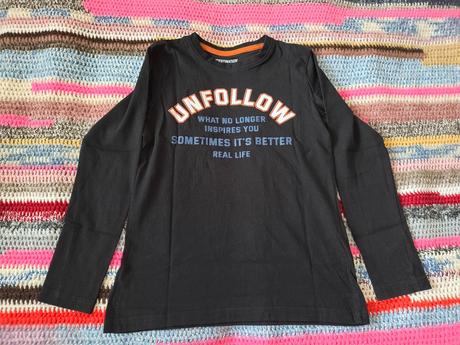 UNFOLLOW
WHAT NO LONGER
INSPIRES YOU
SOMETIMES IT'S BETTER
REAL LIFE